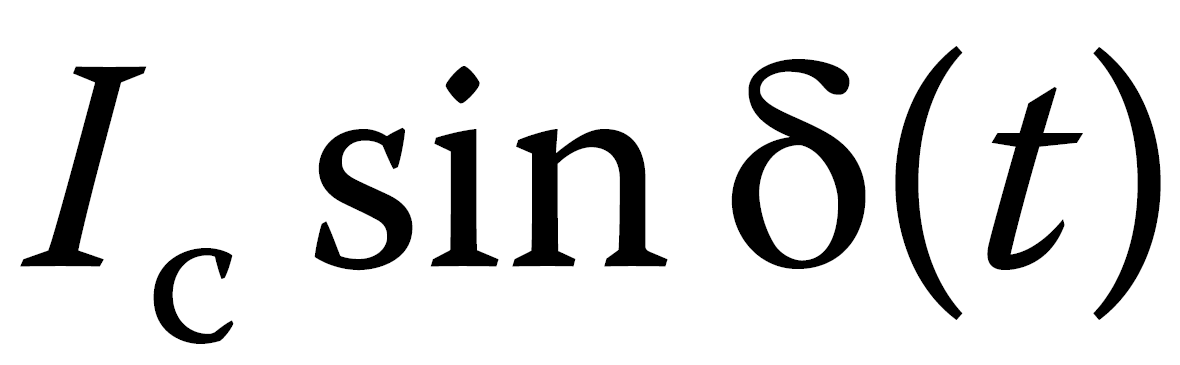 I_c sin δ(t)